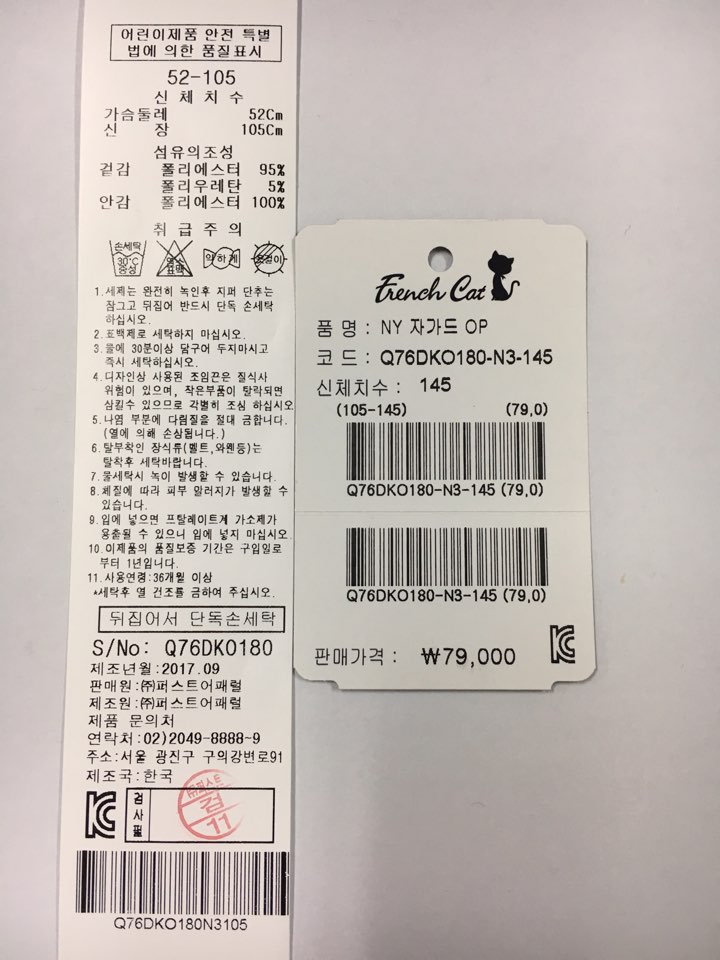 어린이제품 안전 특별
법에 의한 품질표시
52-105
신 체 치 수
가슴둘레 52Cm
신 장 105Cm
섬유의조성
겉감 폴리에스터 95%
폴리우레탄 5%
안감 폴리에스터 100%
취 급 주 의
손세탁 30℃ 중성 염소 표백 약하게 옷걸이
1.세제는 완전히 녹인후 지퍼 단추는
잠그고 뒤집어 반드시 단독 손세탁
하십시오.
2.표백제로 세탁하지 마십시오.
3.물에 30분이상 담구어 두지마시고
즉시 세탁하십시오.
4.디자인상 사용된 조임끈은 질식사
위험이 있으며, 작은부품이 탈락되면
삼킬수 있으므로 각별히 조심 하십시오
5.나염 부분에 다림질을 절대 금합니다.
(열에 의해 손상됩니다.)
6.탈부착인 장식류(벨트,와펜등)는
탈착후 세탁바랍니다.
7.물세탁시 녹이 발생할 수 있습니다.
8.체질에 따라 피부 알러지가 발생할 수
있습니다.
9.입에 넣으면 프탈레이트계 가소제가
용출될 수 있으니 입에 넣지 마십시오.
10.이제품의 품질보증 기간은 구입일로
부터 1년입니다.
11.사용연령:36개월 이상
*세탁후 열 건조를 금하여 주십시오.
뒤집어서 단독손세탁
S/No: Q76DKO180
제조년월:2017.09
판매원:㈜퍼스트어패럴
제조원:㈜퍼스트어패럴
제품 문의처
연락처:02)2049-8888~9
주소:서울 광진구 구의강변로91
제조국:한국
KC 검사필
㈜퍼스트
검
11
Q76DKO180N3105
French Cat
품 명 : NY 자가드 OP
코 드 : Q76DKO180-N3-145
신체치수 : 145
(105-145) (79,0)
Q76DKO180-N3-145 (79,0)
Q76DKO180-N3-145 (79,0)
판매가격 : ₩79,000
KC